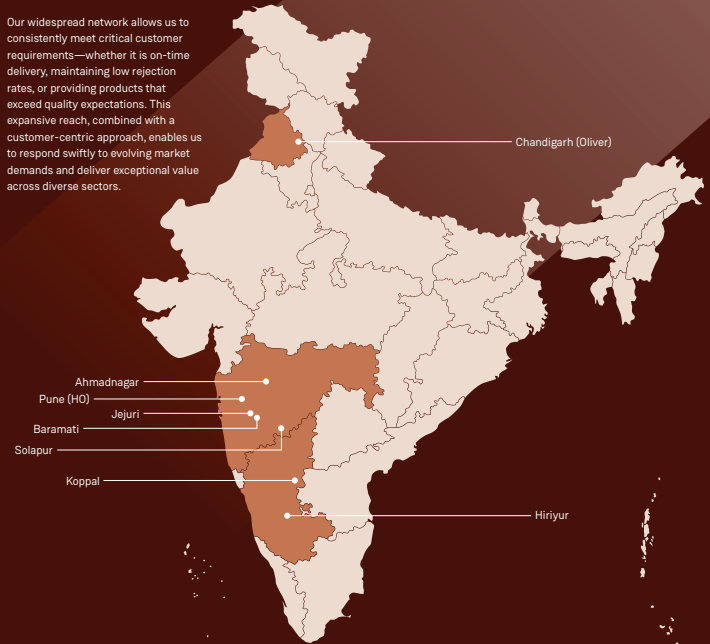 Our widespread network allows us to
consistently meet critical customer
requirements—whether it is on-time
delivery, maintaining low rejection
rates, or providing products that
exceed quality expectations. This
expansive reach, combined with a
customer-centric approach, enables us
to respond swiftly to evolving market
demands and deliver exceptional value
across diverse sectors.
Chandigarh (Oliver)
Ahmadnagar
Pune (HO)
Jejuri
Baramati
Solapur
Koppal
Hiriyur